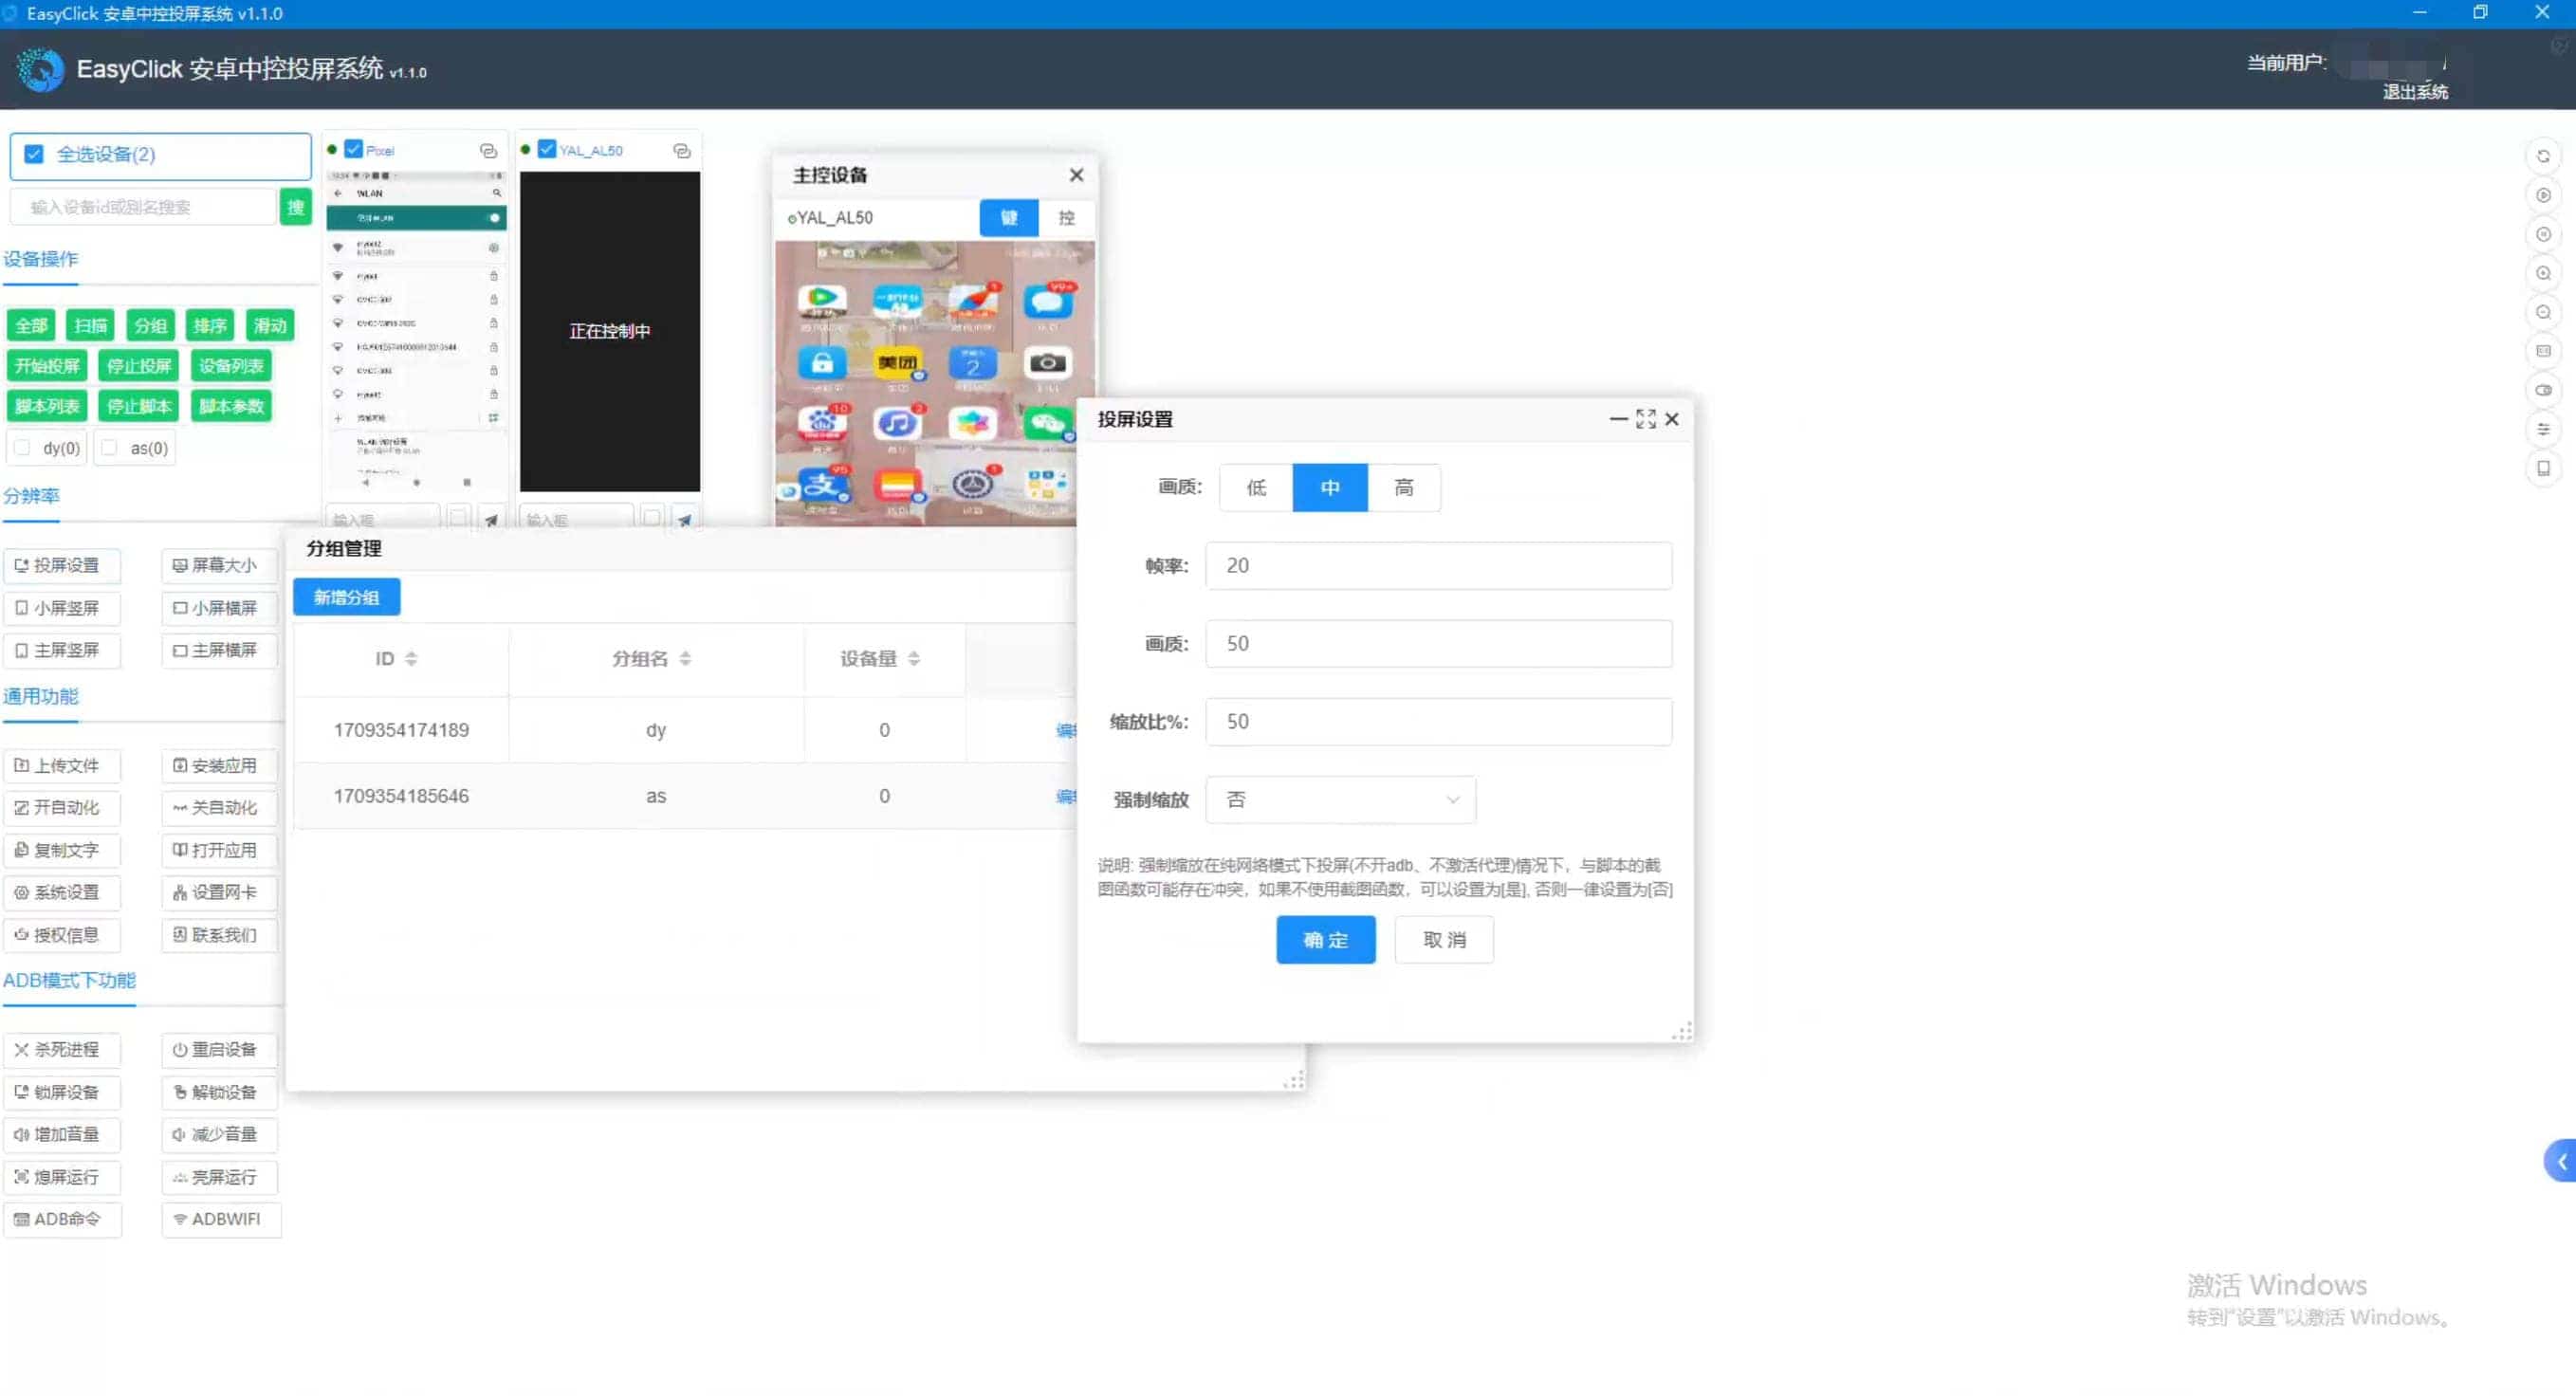 EasyClick 安卓中控投屏系统 v1.1.0
EasyClick 安卓中控投屏系统 v1.1.0
当前用户:
退出系统
全选设备(2)
输入设备id或别名搜索
搜
设备操作
全部 扫描 分组 排序 滑动
开始投屏 停止投屏 设备列表
脚本列表 停止脚本 脚本参数
dy(0) as(0)
分辨率
投屏设置 屏幕大小
小屏竖屏 小屏横屏
主屏竖屏 主屏横屏
通用功能
上传文件 安装应用
开自动化 关自动化
复制文字 打开应用
系统设置 设置网卡
授权信息 联系我们
ADB模式下功能
杀死进程 重启设备
锁屏设备 解锁设备
增加音量 减少音量
熄屏运行 亮屏运行
ADB命令 ADBWIFI
Pixel
WLAN
输入框
YAL_AL50
正在控制中
输入框
主控设备
YAL_AL50
键 控
99+
美团
2
10
2
支
95
分组管理
新增分组
ID 分组名 设备量
1709354174189 dy 0 编辑
1709354185646 as 0 编辑
投屏设置
画质: 低 中 高
帧率: 20
画质: 50
缩放比%: 50
强制缩放 否
说明: 强制缩放在纯网络模式下投屏(不开adb、不激活代理)情况下，与脚本的截
图函数可能存在冲突，如果不使用截图函数，可以设置为[是], 否则一律设置为[否]
确 定 取 消
激活 Windows
转到“设置”以激活 Windows。